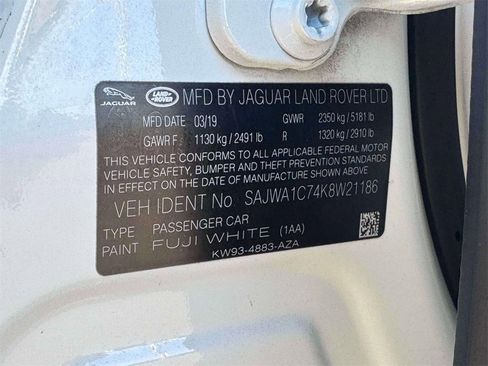 JAGUAR LAND-ROVER MFD BY JAGUAR LAND ROVER LTD
MFD DATE 03/19 GVWR 2350 kg / 5181 lb
GAWR F 1130 kg / 2491 lb R 1320 kg / 2910 lb
THIS VEHICLE CONFORMS TO ALL APPLICABLE FEDERAL MOTOR
VEHICLE SAFETY, BUMPER, AND THEFT PREVENTION STANDARDS
IN EFFECT ON THE DATE OF MANUFACTURE SHOWN ABOVE.
VEH IDENT No. SAJWA1C74K8W21186
TYPE PASSENGER CAR
PAINT FUJI WHITE (1AA)
KW93-4883-AZA